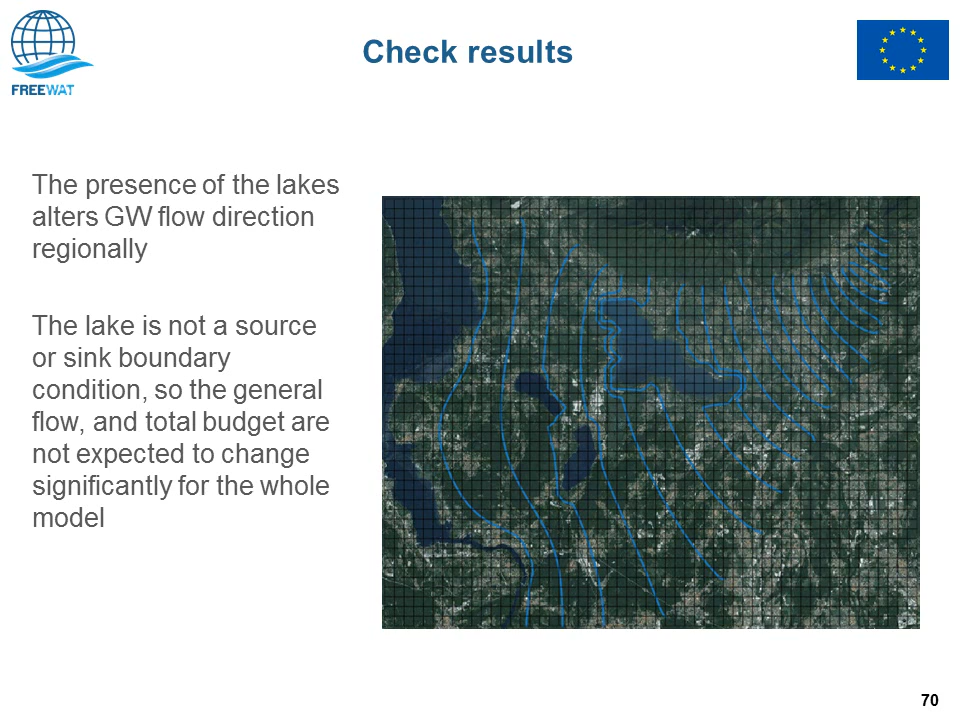 FREEWAT
Check results
The presence of the lakes
alters GW flow direction
regionally
The lake is not a source
or sink boundary
condition, so the general
flow, and total budget are
not expected to change
significantly for the whole
model
70